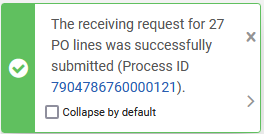 The receiving request for 27
PO lines was successfully
submitted (Process ID
7904786760000121).
Collapse by default